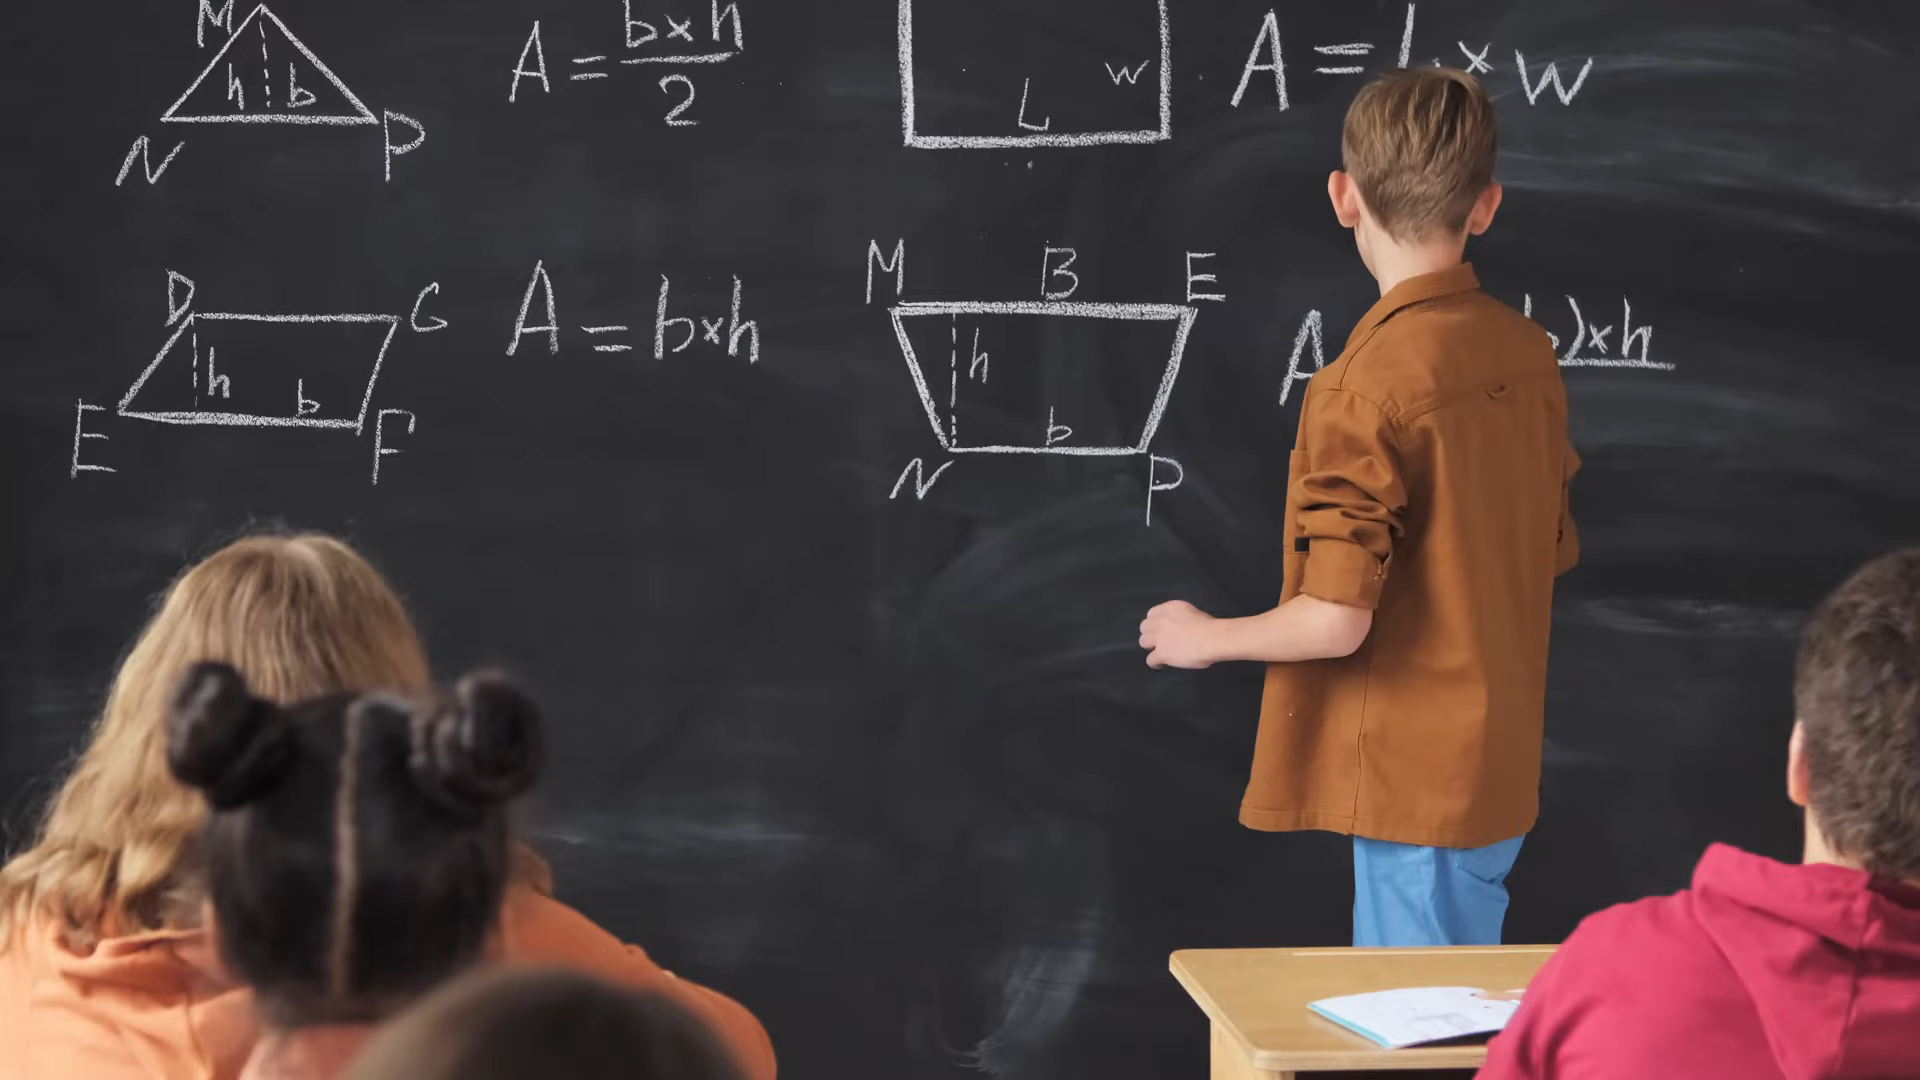 M
h b
N P
A = b×h
2
L w
A = L × w
D G
h b
E F
A = b×h
M B E
h
b
N P
A b)×h